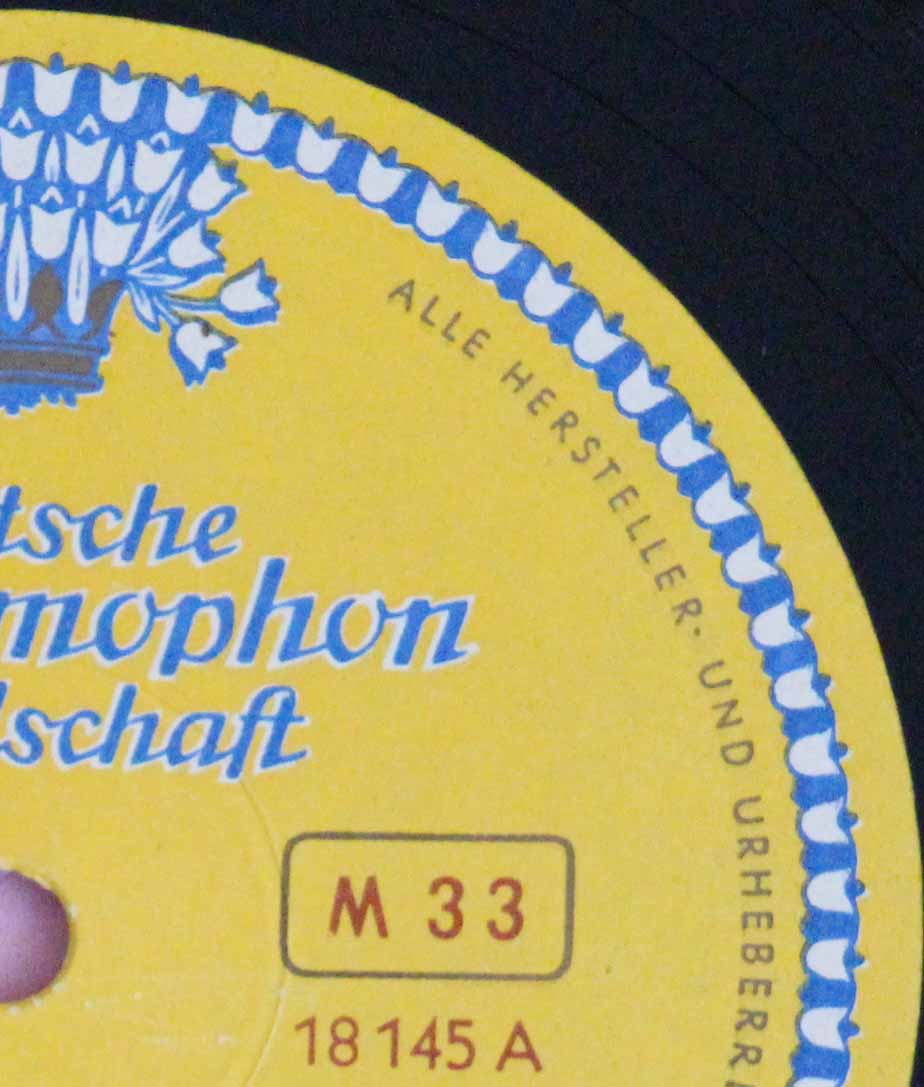 tsche
mophon
lschaft
ALLE HERSTELLER- UND URHEBERR
M 33
18145 A